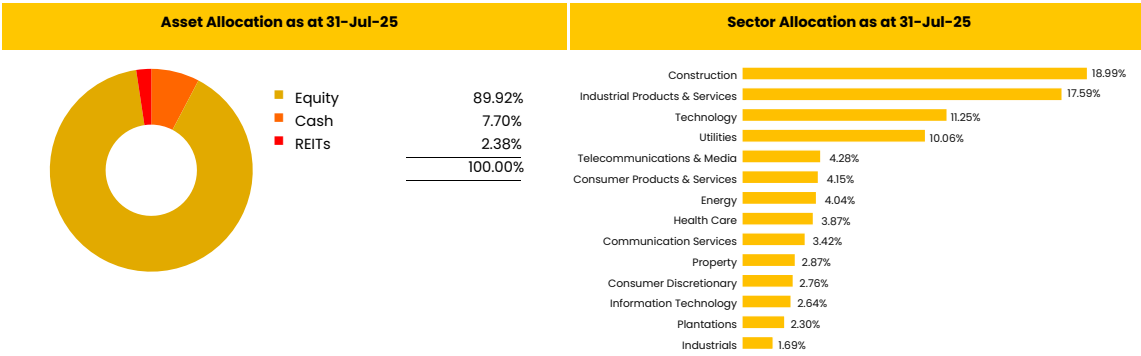 Asset Allocation as at 31-Jul-25
Equity 89.92%
Cash 7.70%
REITs 2.38%
100.00%
Sector Allocation as at 31-Jul-25
Construction 18.99%
Industrial Products & Services 17.59%
Technology 11.25%
Utilities 10.06%
Telecommunications & Media 4.28%
Consumer Products & Services 4.15%
Energy 4.04%
Health Care 3.87%
Communication Services 3.42%
Property 2.87%
Consumer Discretionary 2.76%
Information Technology 2.64%
Plantations 2.30%
Industrials 1.69%